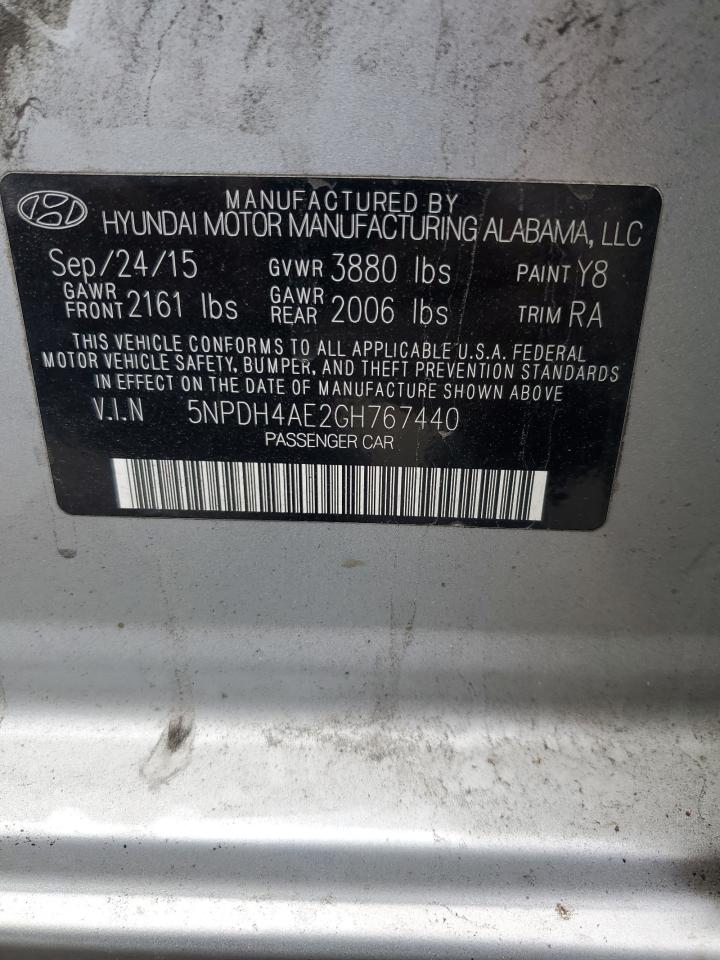 MANUFACTURED BY
HYUNDAI MOTOR MANUFACTURING ALABAMA, LLC
Sep/24/15 GVWR 3880 lbs PAINT Y8
GAWR FRONT 2161 lbs GAWR REAR 2006 lbs TRIM RA
THIS VEHICLE CONFORMS TO ALL APPLICABLE U.S.A. FEDERAL
MOTOR VEHICLE SAFETY, BUMPER, AND THEFT PREVENTION STANDARDS
IN EFFECT ON THE DATE OF MANUFACTURE SHOWN ABOVE
V.I.N 5NPDH4AE2GH767440
PASSENGER CAR